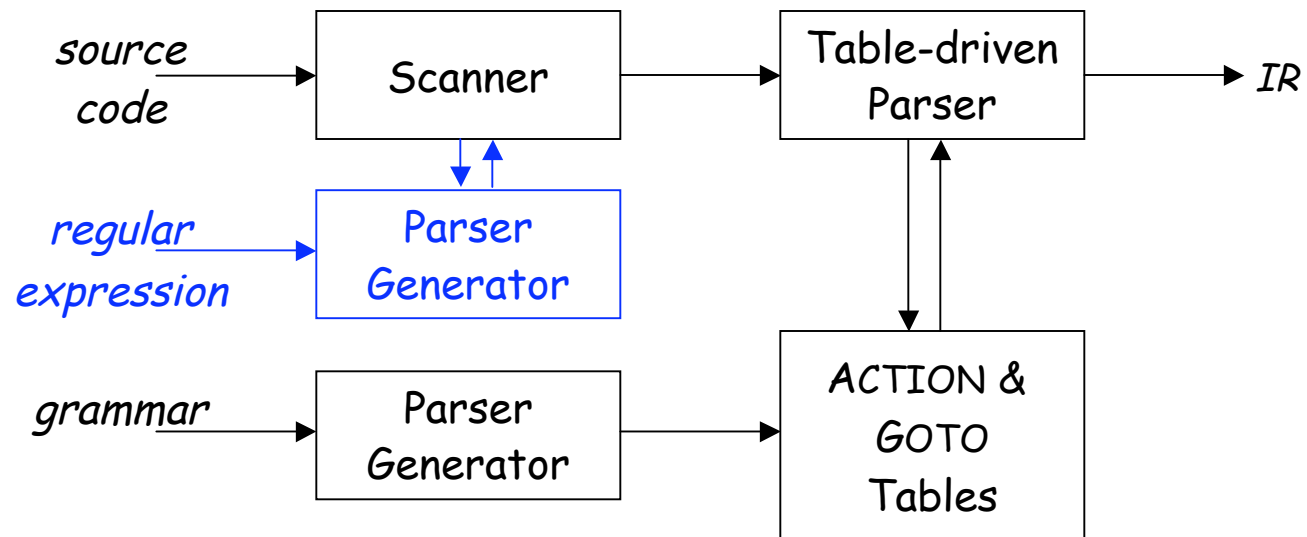 source
code
Scanner
Table-driven
Parser
IR
regular
expression
Parser
Generator
grammar
Parser
Generator
ACTION &
GOTO
Tables